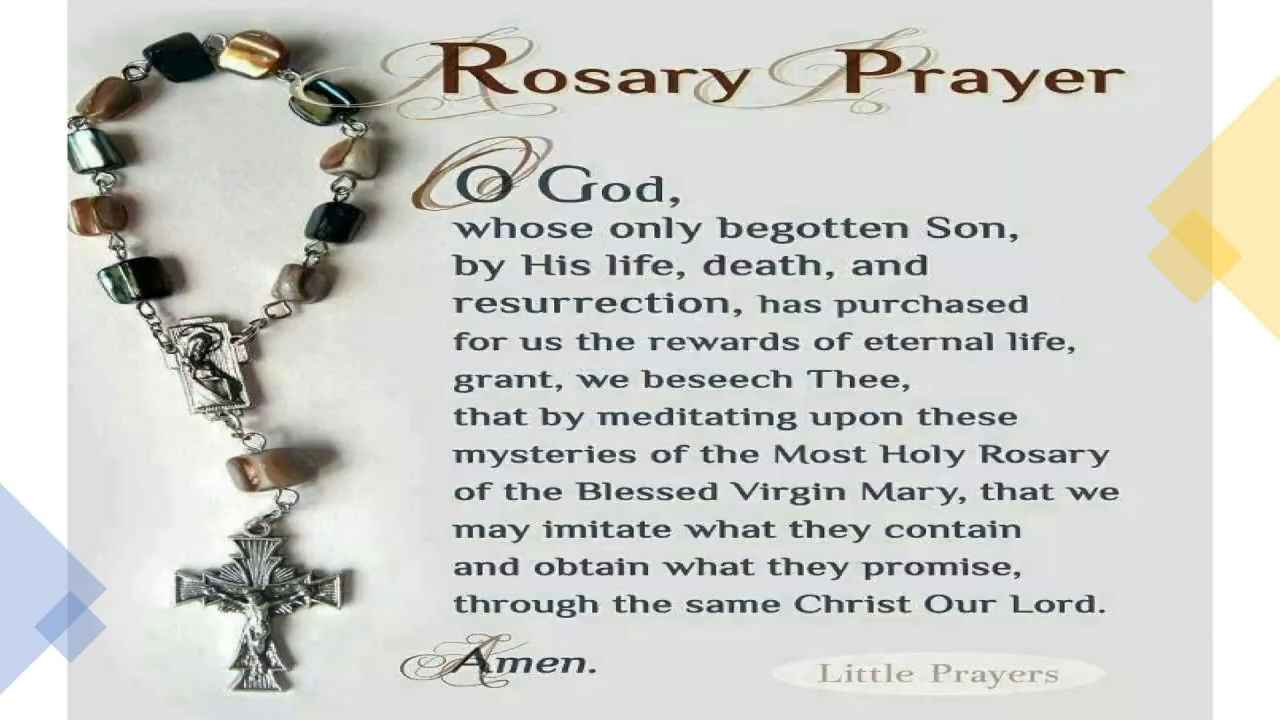 Rosary Prayer
O God,
whose only begotten Son,
by His life, death, and
resurrection, has purchased
for us the rewards of eternal life,
grant, we beseech Thee,
that by meditating upon these
mysteries of the Most Holy Rosary
of the Blessed Virgin Mary, that we
may imitate what they contain
and obtain what they promise,
through the same Christ Our Lord.
Amen.
Little Prayers